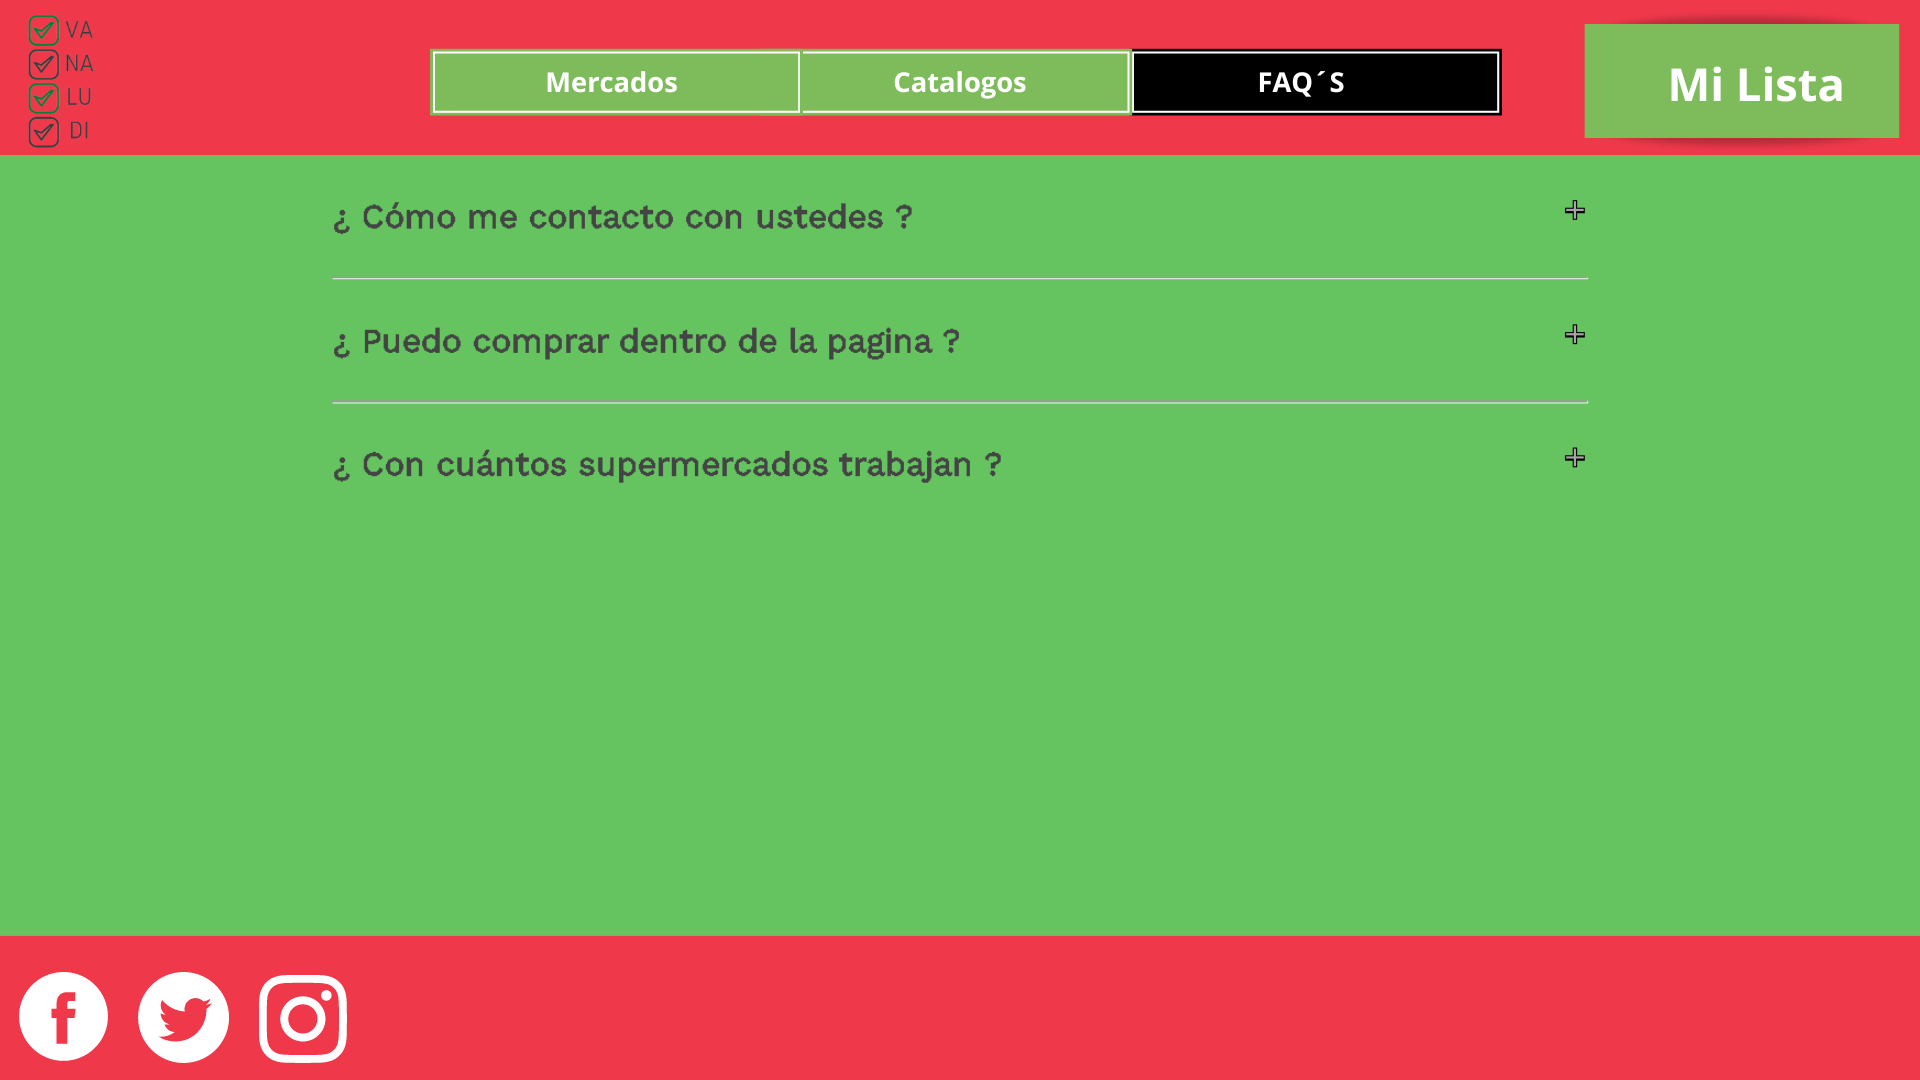 VA
NA
LU
DI
Mercados
Catalogos
FAQ´S
Mi Lista
¿ Cómo me contacto con ustedes ?
¿ Puedo comprar dentro de la pagina ?
¿ Con cuántos supermercados trabajan ?